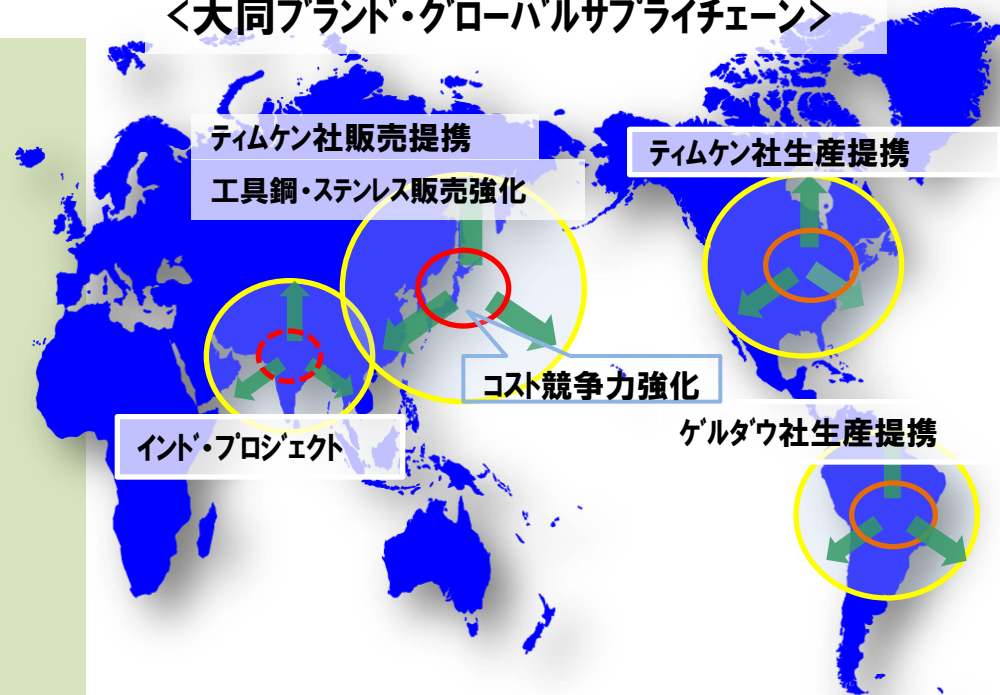 <大同ブランド・グローバルサプライチェーン>
ティムケン社販売提携
工具鋼・ステンレス販売強化
ティムケン社生産提携
コスト競争力強化
インド・プロジェクト
ゲルダウ社生産提携